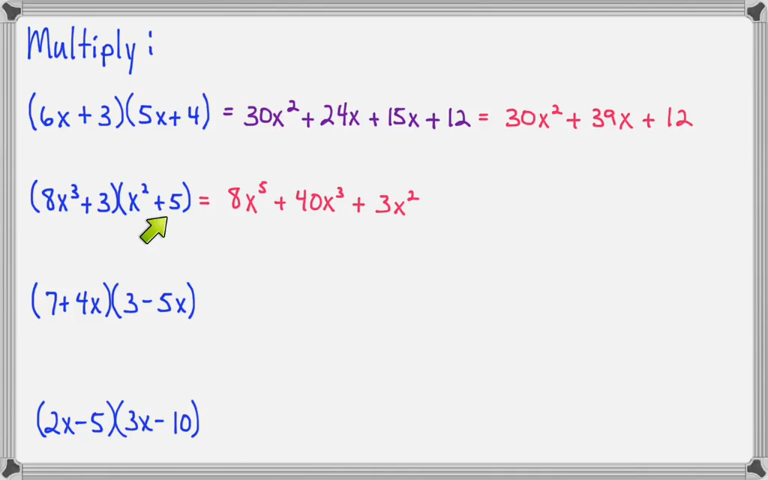 Multiply:
(6x+3)(5x+4) = 30x² + 24x + 15x + 12 = 30x² + 39x + 12
(8x³+3)(x²+5) = 8x⁵ + 40x³ + 3x²
(7+4x)(3-5x)
(2x-5)(3x-10)